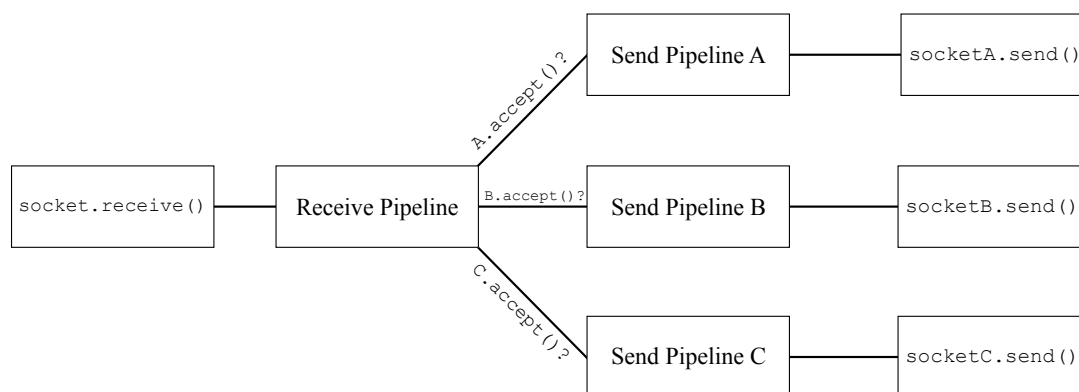 Send Pipeline A
socketA.send()
A.accept()?
socket.receive()
Receive Pipeline
B.accept()?
Send Pipeline B
socketB.send()
C.accept()?
Send Pipeline C
socketC.send()